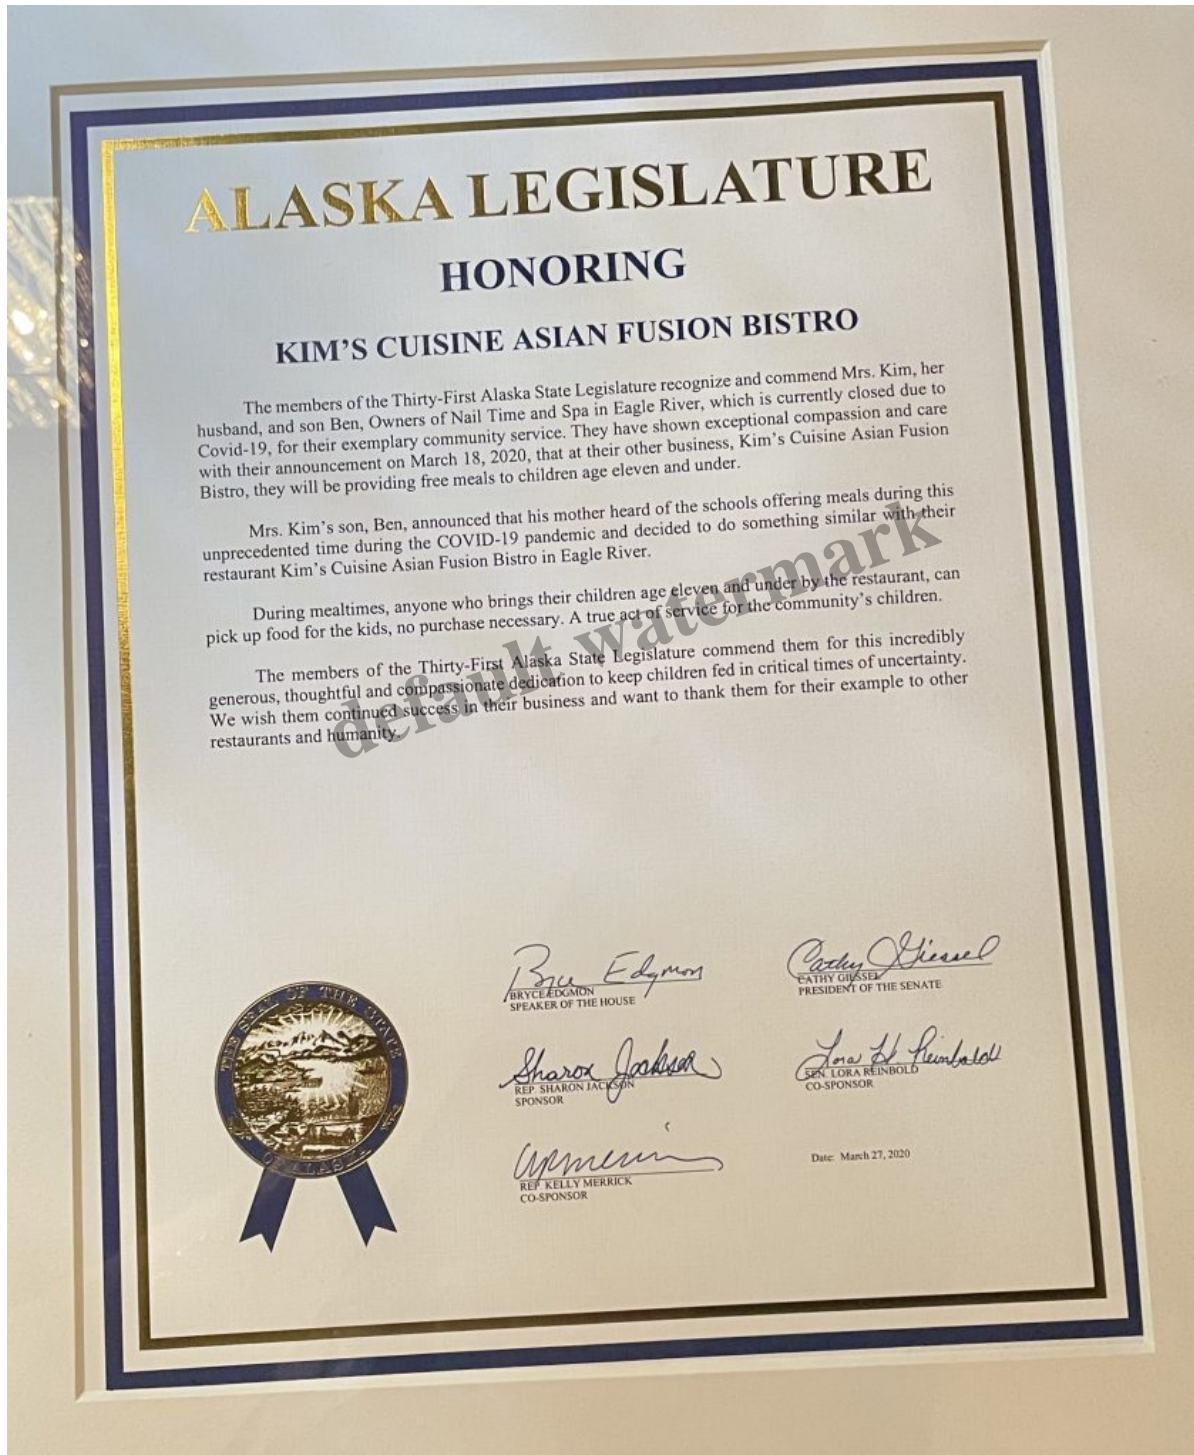 ALASKA LEGISLATURE
HONORING
KIM'S CUISINE ASIAN FUSION BISTRO
The members of the Thirty-First Alaska State Legislature recognize and commend Mrs. Kim, her
husband, and son Ben, Owners of Nail Time and Spa in Eagle River, which is currently closed due to
Covid-19, for their exemplary community service. They have shown exceptional compassion and care
with their announcement on March 18, 2020, that at their other business, Kim's Cuisine Asian Fusion
Bistro, they will be providing free meals to children age eleven and under.
Mrs. Kim's son, Ben, announced that his mother heard of the schools offering meals during this
unprecedented time during the COVID-19 pandemic and decided to do something similar with their
restaurant Kim's Cuisine Asian Fusion Bistro in Eagle River.
During mealtimes, anyone who brings their children age eleven and under by the restaurant, can
pick up food for the kids, no purchase necessary. A true act of service for the community's children.
The members of the Thirty-First Alaska State Legislature commend them for this incredibly
generous, thoughtful and compassionate dedication to keep children fed in critical times of uncertainty.
We wish them continued success in their business and want to thank them for their example to other
restaurants and humanity.
default watermark
Bryce Edgmon
BRYCE EDGMON
SPEAKER OF THE HOUSE
Cathy Giessel
CATHY GIESSEL
PRESIDENT OF THE SENATE
Sharon Jackson
REP. SHARON JACKSON
SPONSOR
Lora H. Reinbold
SEN. LORA REINBOLD
CO-SPONSOR
REP. KELLY MERRICK
CO-SPONSOR
Date: March 27, 2020
THE SEAL OF THE STATE
OF ALASKA